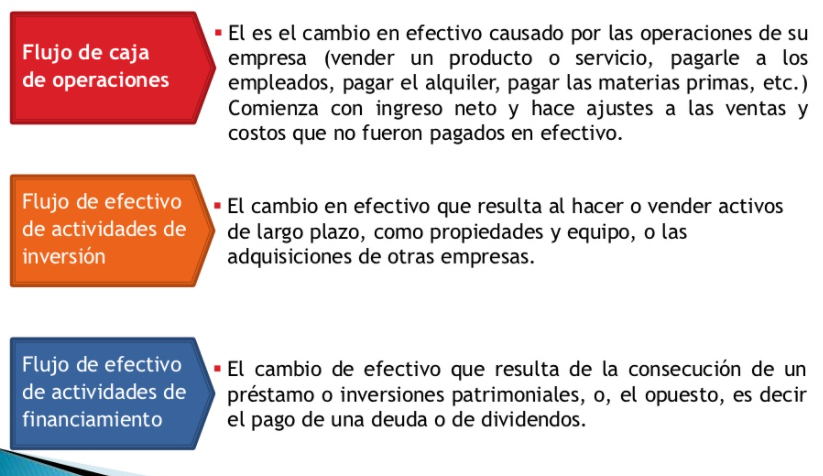 Flujo de caja
de operaciones
▪ El es el cambio en efectivo causado por las operaciones de su
empresa (vender un producto o servicio, pagarle a los
empleados, pagar el alquiler, pagar las materias primas, etc.)
Comienza con ingreso neto y hace ajustes a las ventas y
costos que no fueron pagados en efectivo.
Flujo de efectivo
de actividades de
inversión
▪ El cambio en efectivo que resulta al hacer o vender activos
de largo plazo, como propiedades y equipo, o las
adquisiciones de otras empresas.
Flujo de efectivo
de actividades de
financiamiento
▪ El cambio de efectivo que resulta de la consecución de un
préstamo o inversiones patrimoniales, o, el opuesto, es decir
el pago de una deuda o de dividendos.